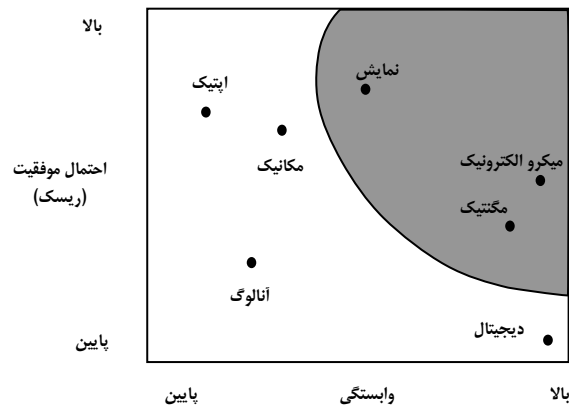 بالا
نمایش
اپتیک
مکانیک
میکرو الکترونیک
احتمال موفقیت
(ریسک)
مگنتیک
آنالوگ
دیجیتال
پایین
بالا
وابستگی
پایین